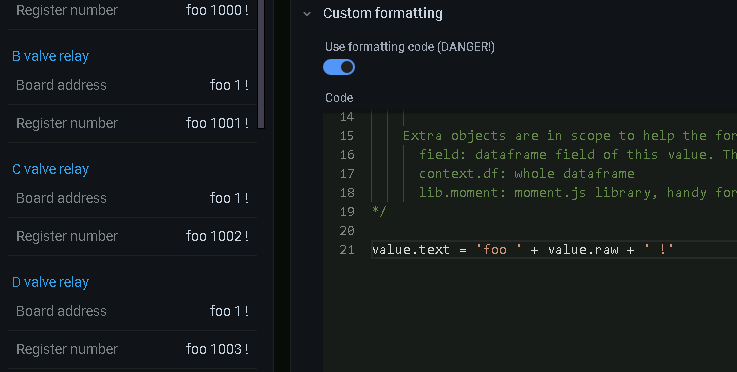 Register number foo 1000 !
B valve relay
Board address foo 1 !
Register number foo 1001 !
C valve relay
Board address foo 1 !
Register number foo 1002 !
D valve relay
Board address foo 1 !
Register number foo 1003 !
Custom formatting
Use formatting code (DANGER!)
Code
14
15 Extra objects are in scope to help the for
16 field: dataframe field of this value. Th
17 context.df: whole dataframe
18 lib.moment: moment.js library, handy for
19 */
20
21 value.text = 'foo ' + value.raw + ' !'